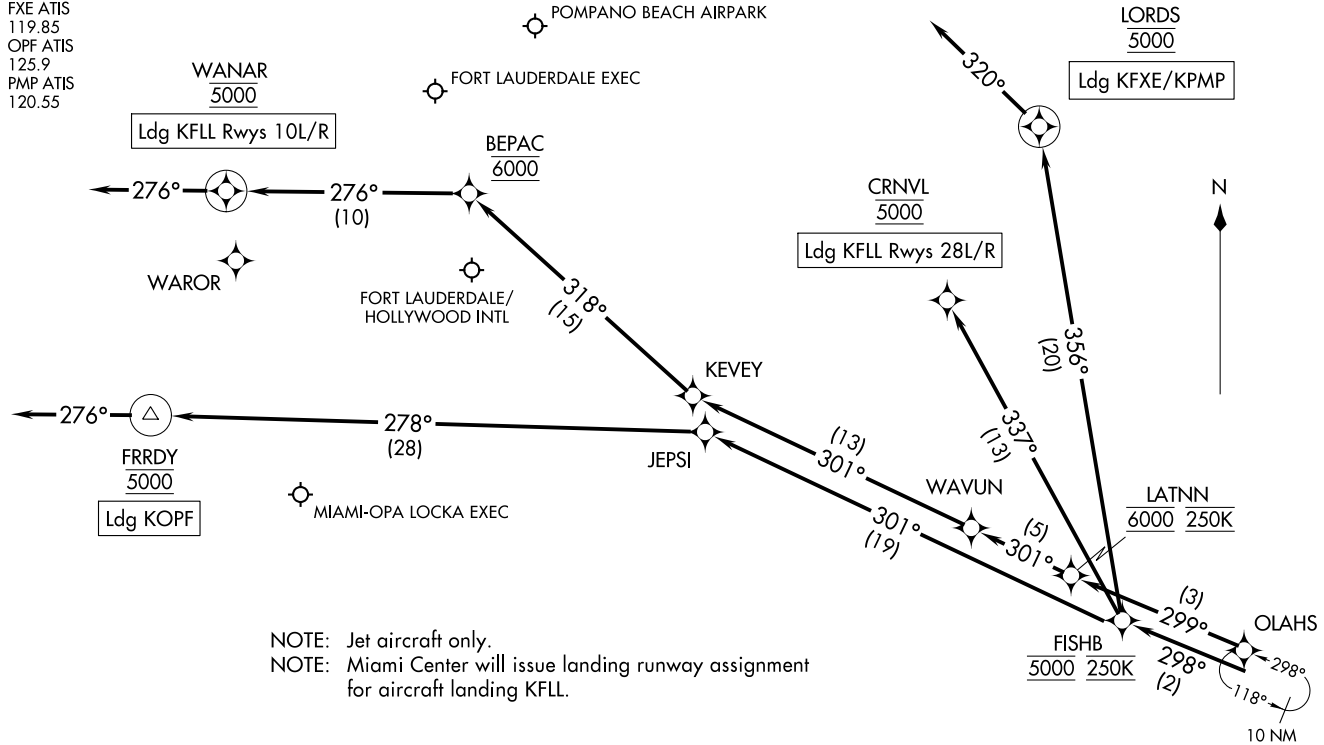 FXE ATIS
119.85
OPF ATIS
125.9
PMP ATIS
120.55
POMPANO BEACH AIRPARK
FORT LAUDERDALE EXEC
LORDS
5000
Ldg KFXE/KPMP
320°
WANAR
5000
Ldg KFLL Rwys 10L/R
BEPAC
6000
276°
276°
(10)
WAROR
CRNVL
5000
Ldg KFLL Rwys 28L/R
N
FORT LAUDERDALE/
HOLLYWOOD INTL
318°
(15)
356°
(20)
KEVEY
276°
278°
(28)
JEPSI
337°
(13)
FRRDY
5000
Ldg KOPF
MIAMI-OPA LOCKA EXEC
(13)
301°
WAVUN
LATNN
6000 250K
301°
(19)
(5)
301°
(3)
299°
OLAHS
FISHB
5000 250K
298°
(2)
298°
118°
10 NM
NOTE: Jet aircraft only.
NOTE: Miami Center will issue landing runway assignment
for aircraft landing KFLL.